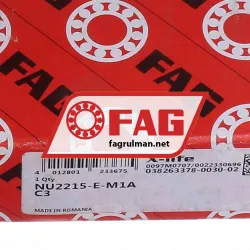 FAG
FAG
fagrulman.net
X-life
0097M0707/0022330696
038263378-0030-02
4 012801 233675
1 Qty
NU2215-E-M1A
C3
MADE IN ROMANIA